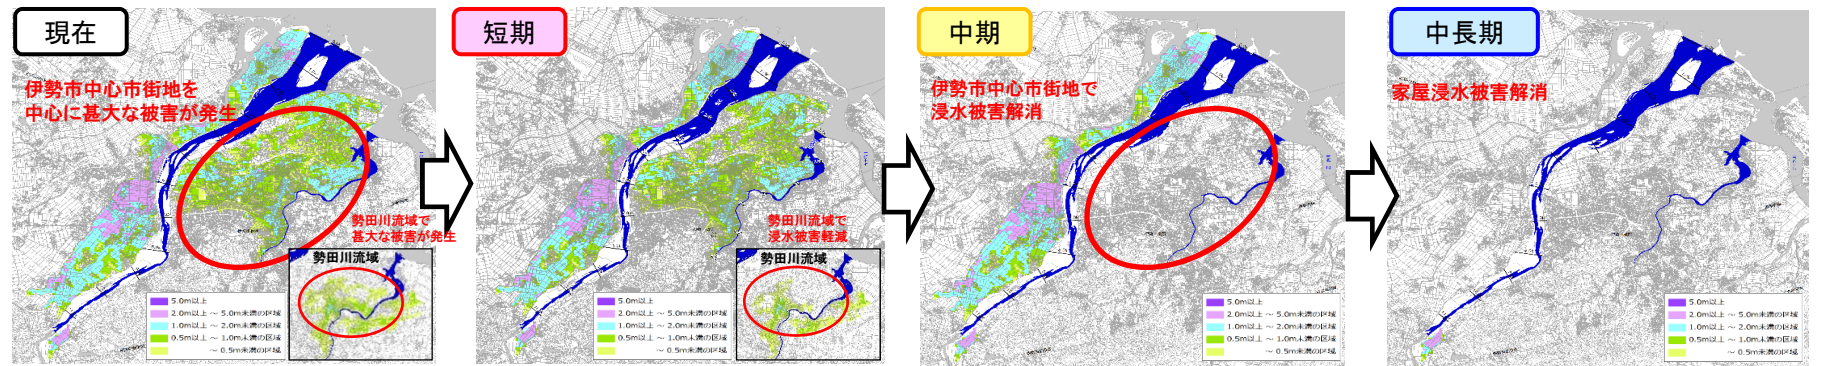 現在
伊勢市中心市街地を
中心に甚大な被害が発生
勢田川流域で
甚大な被害が発生
勢田川流域
5.0m以上
2.0m以上 ～ 5.0m未満の区域
1.0m以上 ～ 2.0m未満の区域
0.5m以上 ～ 1.0m未満の区域
～ 0.5m未満の区域
短期
勢田川流域で
浸水被害軽減
勢田川流域
5.0m以上
2.0m以上 ～ 5.0m未満の区域
1.0m以上 ～ 2.0m未満の区域
0.5m以上 ～ 1.0m未満の区域
～ 0.5m未満の区域
中期
伊勢市中心市街地で
浸水被害解消
5.0m以上
2.0m以上 ～ 5.0m未満の区域
1.0m以上 ～ 2.0m未満の区域
0.5m以上 ～ 1.0m未満の区域
～ 0.5m未満の区域
中長期
家屋浸水被害解消
5.0m以上
2.0m以上 ～ 5.0m未満の区域
1.0m以上 ～ 2.0m未満の区域
0.5m以上 ～ 1.0m未満の区域
～ 0.5m未満の区域